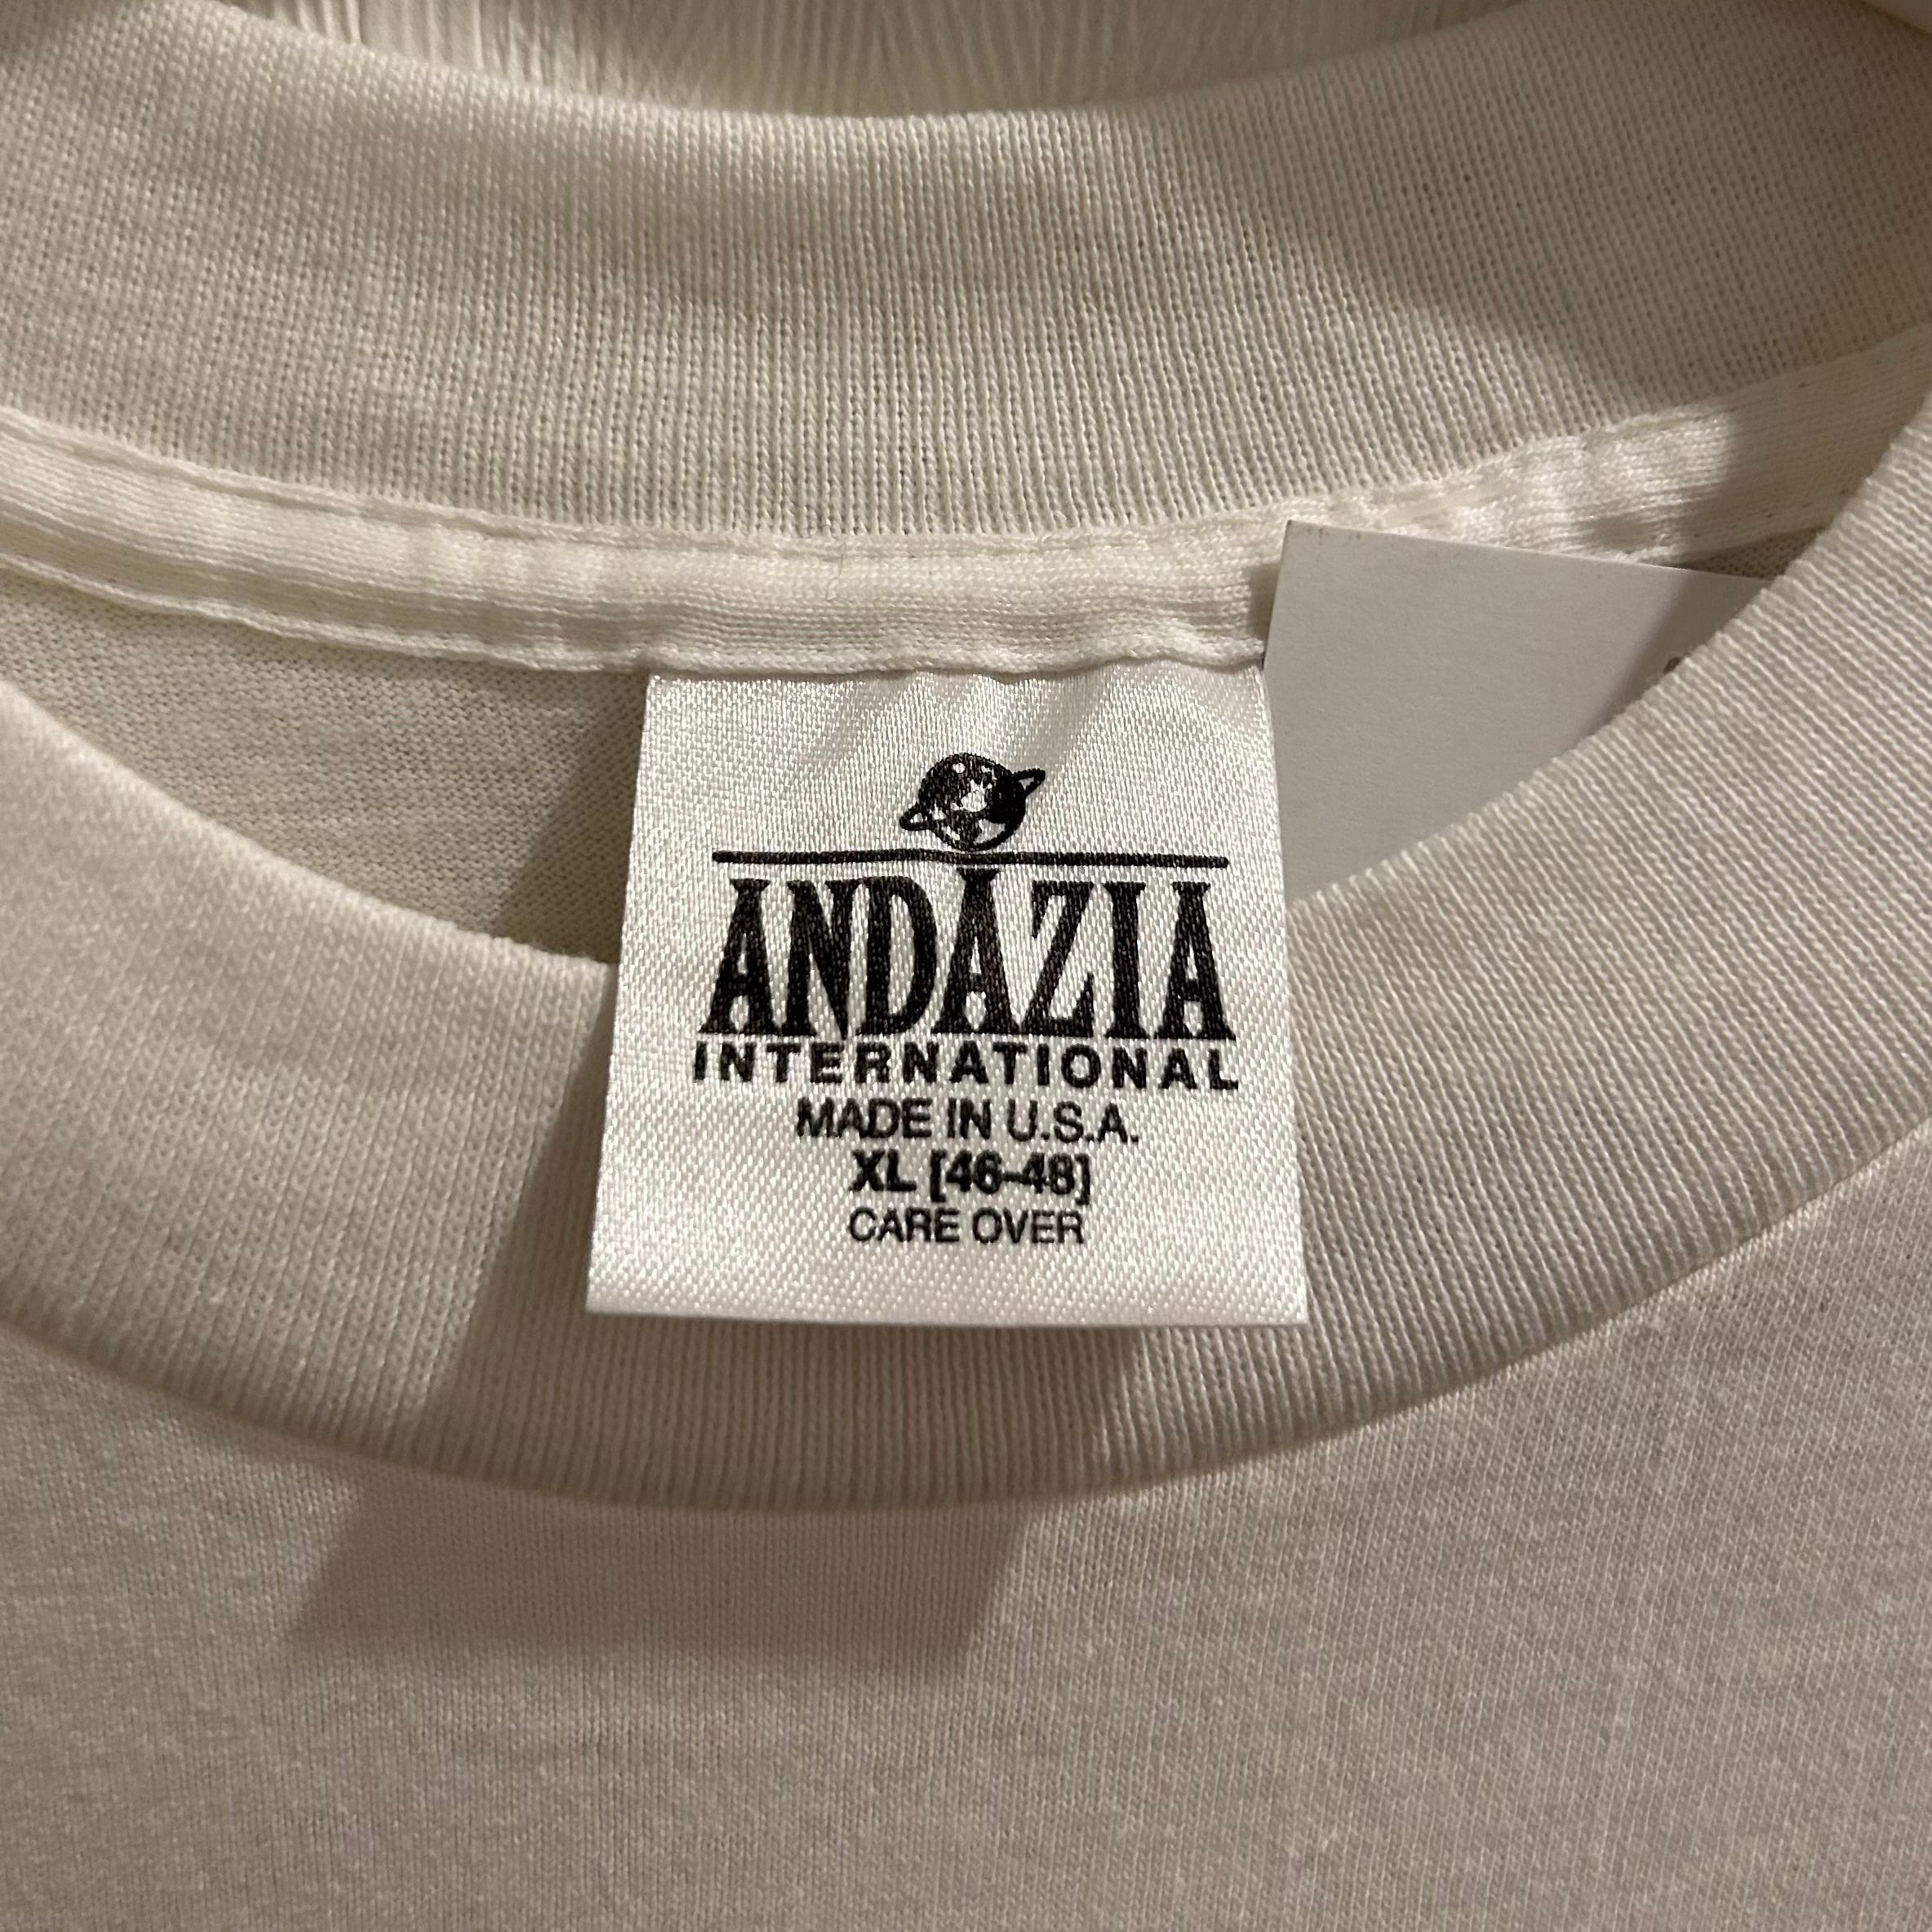 ANDAZIA
INTERNATIONAL
MADE IN U.S.A.
XL [46-48]
CARE OVER